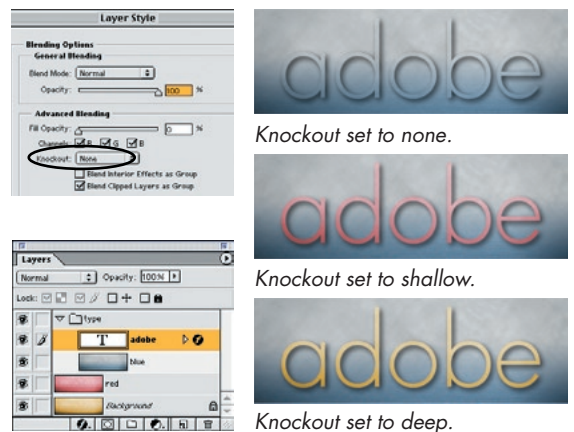 Layer Style
Blending Options
General Blending
Blend Mode: Normal
Opacity: 100 %
Advanced Blending
Fill Opacity: 0 %
Channels: R G B
Knockout: None
Blend Interior Effects as Group
Blend Clipped Layers as Group
adobe
Knockout set to none.
adobe
Knockout set to shallow.
adobe
Knockout set to deep.
Layers
Normal Opacity: 100%
Lock:
type
T adobe
blue
red
Background